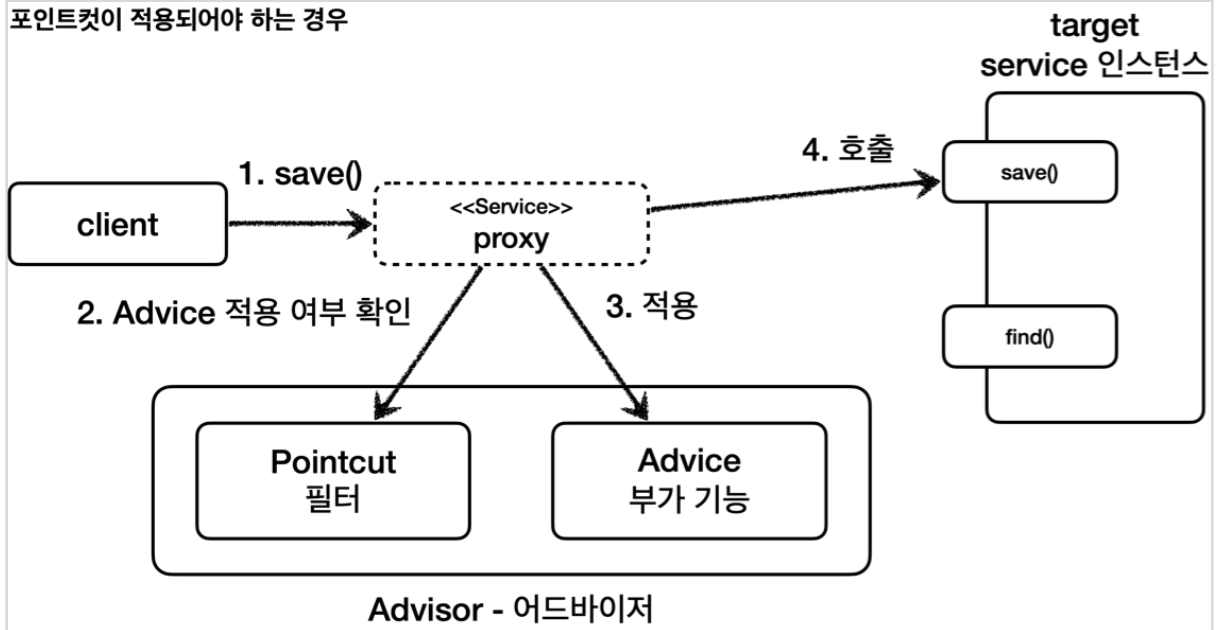 포인트컷이 적용되어야 하는 경우
target
service 인스턴스
4. 호출
1. save()
save()
<<Service>>
client
proxy
2. Advice 적용 여부 확인
3. 적용
find()
Pointcut
필터
Advice
부가 기능
Advisor - 어드바이저